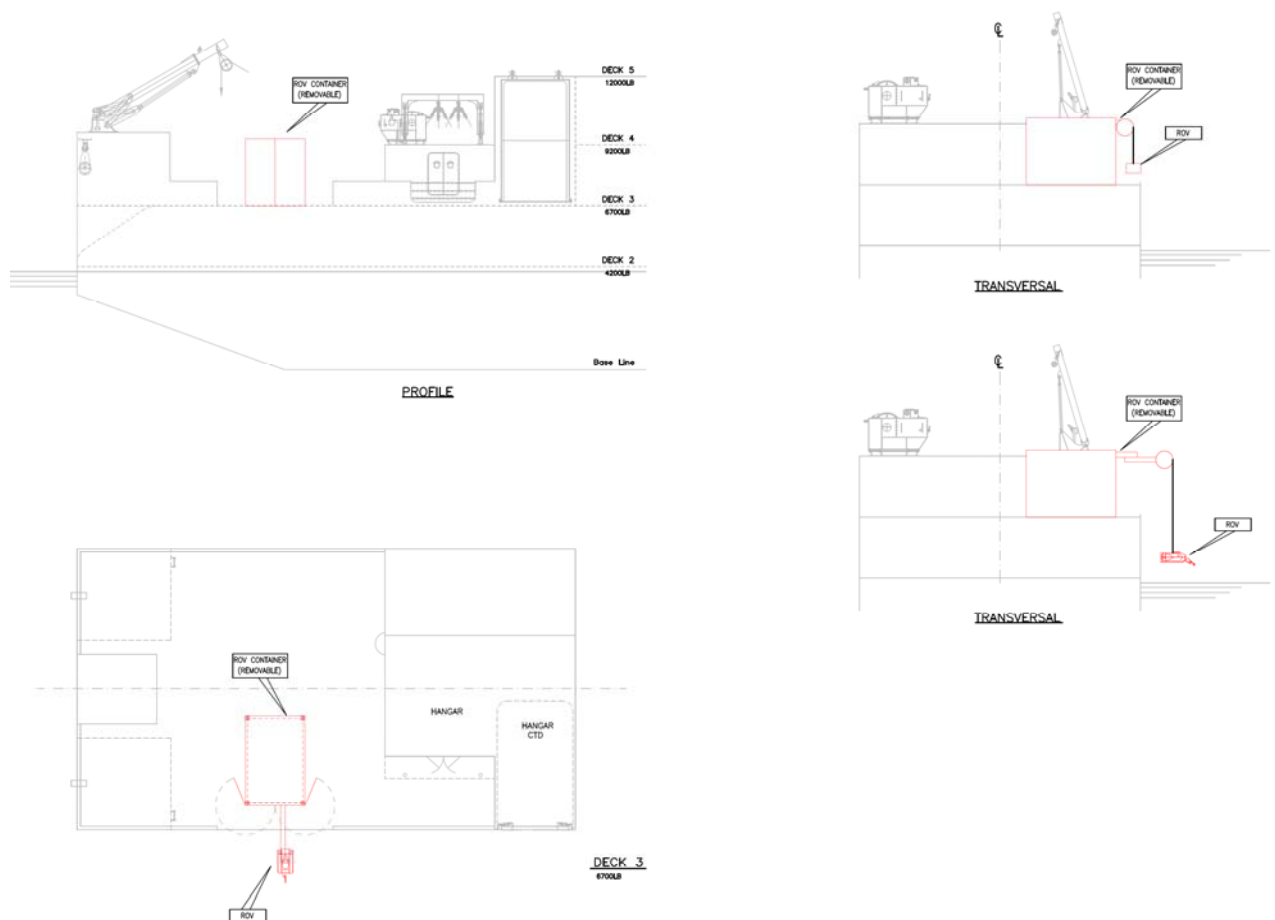 ROV CONTAINER
(REMOVABLE)
DECK 5
12000LB
DECK 4
9200LB
DECK 3
6700LB
DECK 2
4200LB
Base Line
PROFILE
℄
ROV CONTAINER
(REMOVABLE)
ROV
TRANSVERSAL
℄
ROV CONTAINER
(REMOVABLE)
ROV
TRANSVERSAL
ROV CONTAINER
(REMOVABLE)
HANGAR
HANGAR
CTD
DECK 3
6700LB
ROV